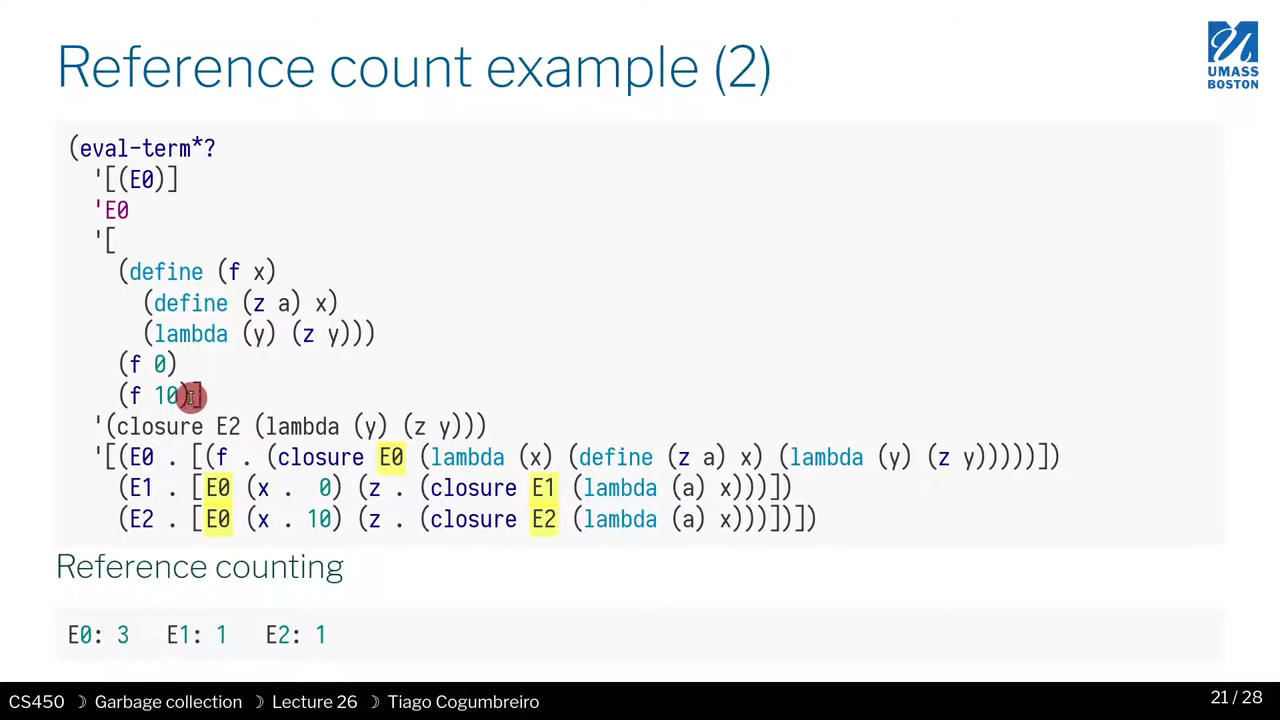 Reference count example (2)
UMASS
BOSTON
(eval-term*?
'[(E0)]
'E0
'[
(define (f x)
(define (z a) x)
(lambda (y) (z y)))
(f 0)
(f 10)]
'(closure E2 (lambda (y) (z y)))
'[(E0 . [(f . (closure E0 (lambda (x) (define (z a) x) (lambda (y) (z y)))))])
(E1 . [E0 (x .  0) (z . (closure E1 (lambda (a) x)))])
(E2 . [E0 (x . 10) (z . (closure E2 (lambda (a) x)))])])
Reference counting
E0: 3   E1: 1   E2: 1
CS450 ☽ Garbage collection ☽ Lecture 26 ☽ Tiago Cogumbreiro
21 / 28